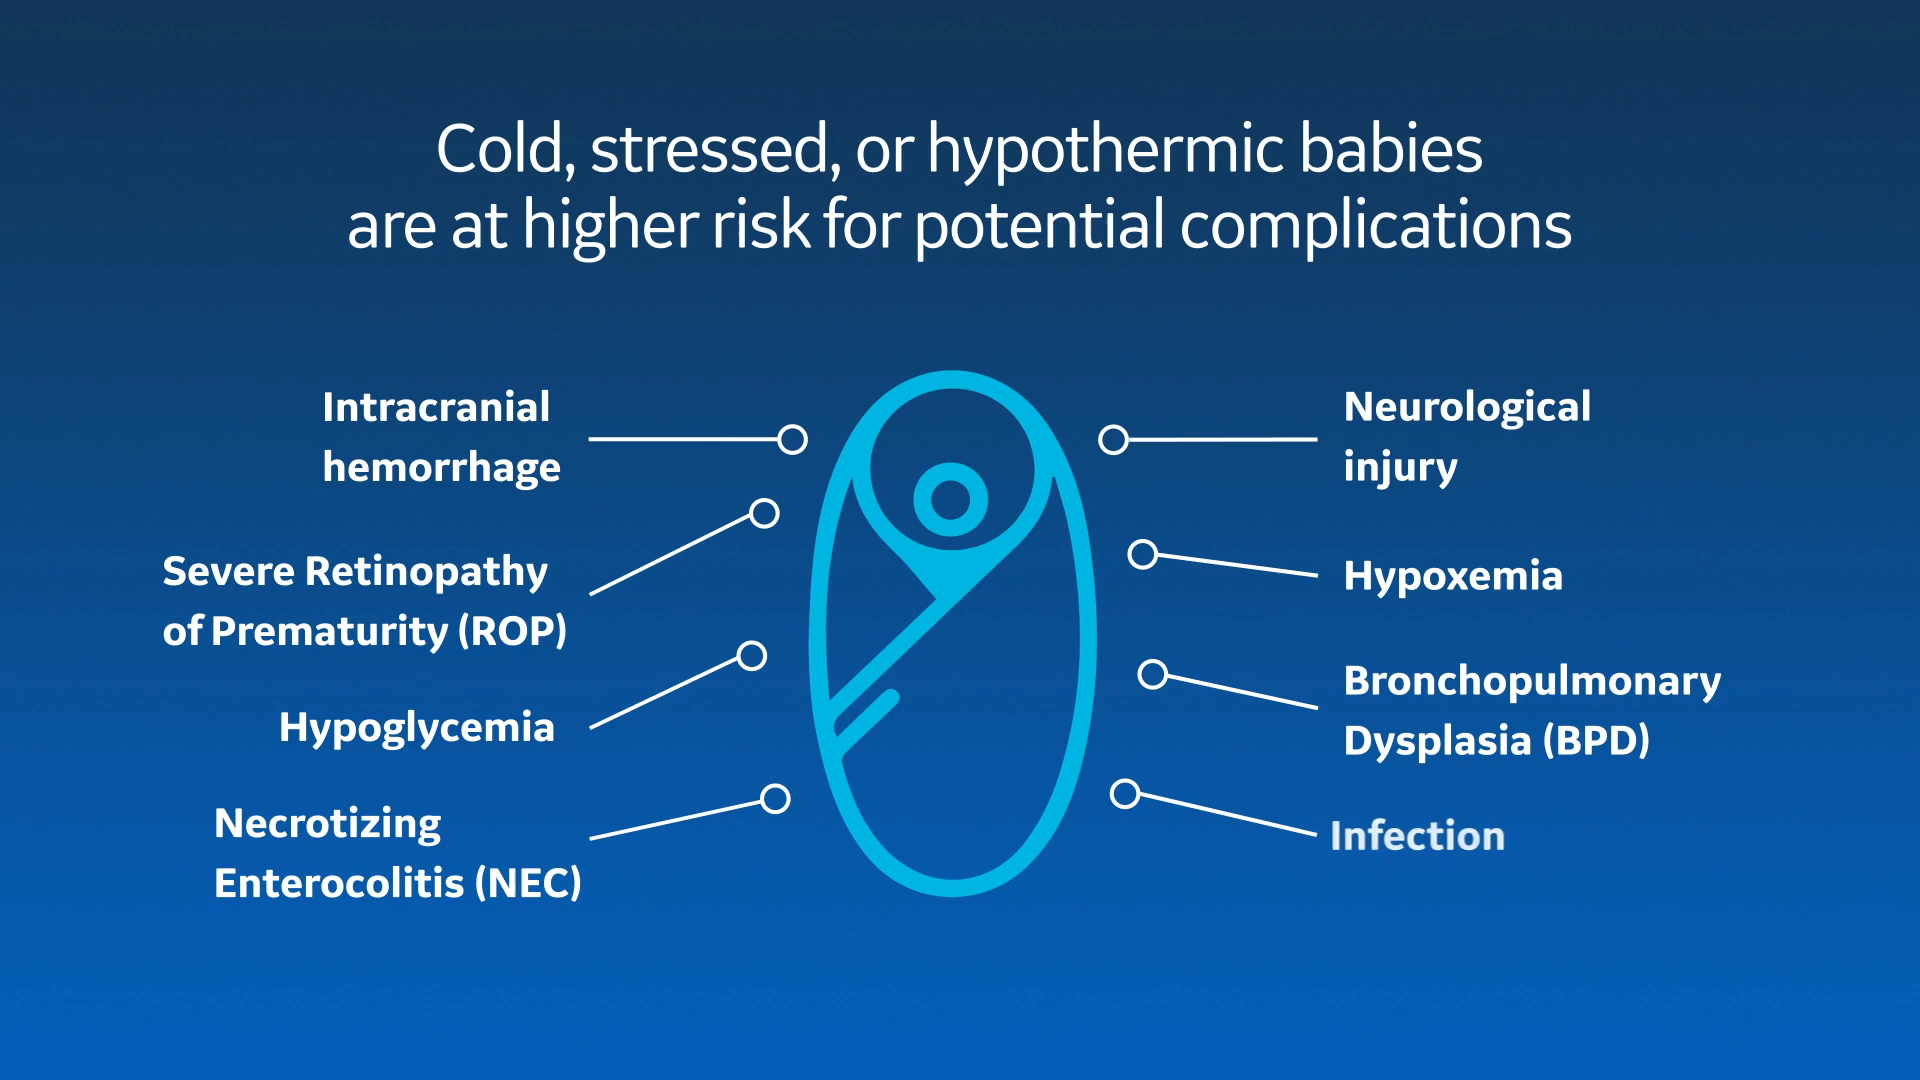 Cold, stressed, or hypothermic babies
are at higher risk for potential complications
Intracranial
hemorrhage
Severe Retinopathy
of Prematurity (ROP)
Hypoglycemia
Necrotizing
Enterocolitis (NEC)
Neurological
injury
Hypoxemia
Bronchopulmonary
Dysplasia (BPD)
Infection